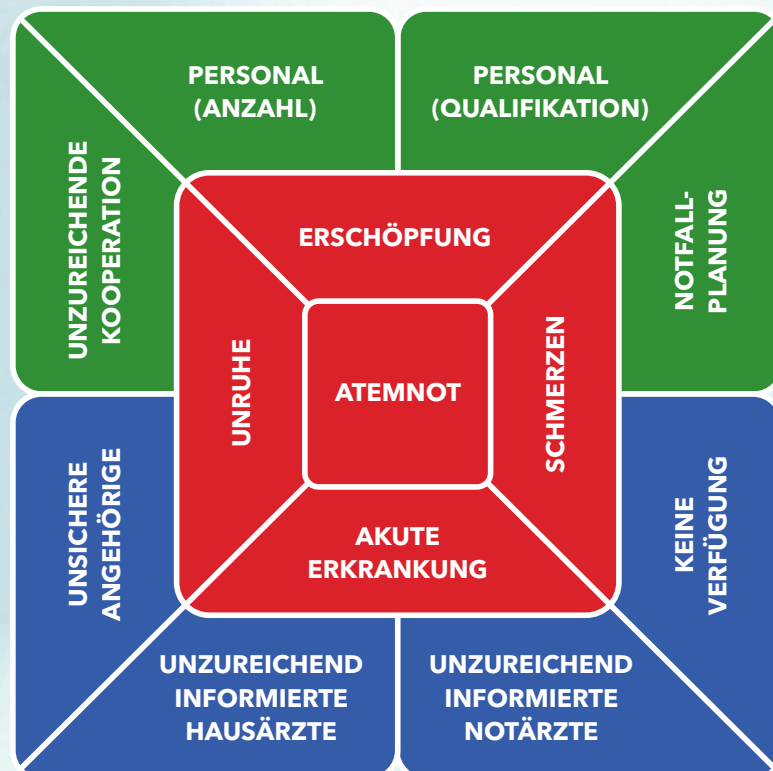 PERSONAL
(ANZAHL)
PERSONAL
(QUALIFIKATION)
UNZUREICHENDE
KOOPERATION
NOTFALL-
PLANUNG
ERSCHÖPFUNG
UNRUHE
ATEMNOT
SCHMERZEN
AKUTE
ERKRANKUNG
UNSICHERE
ANGEHÖRIGE
KEINE
VERFÜGUNG
UNZUREICHEND
INFORMIERTE
HAUSÄRZTE
UNZUREICHEND
INFORMIERTE
NOTÄRZTE